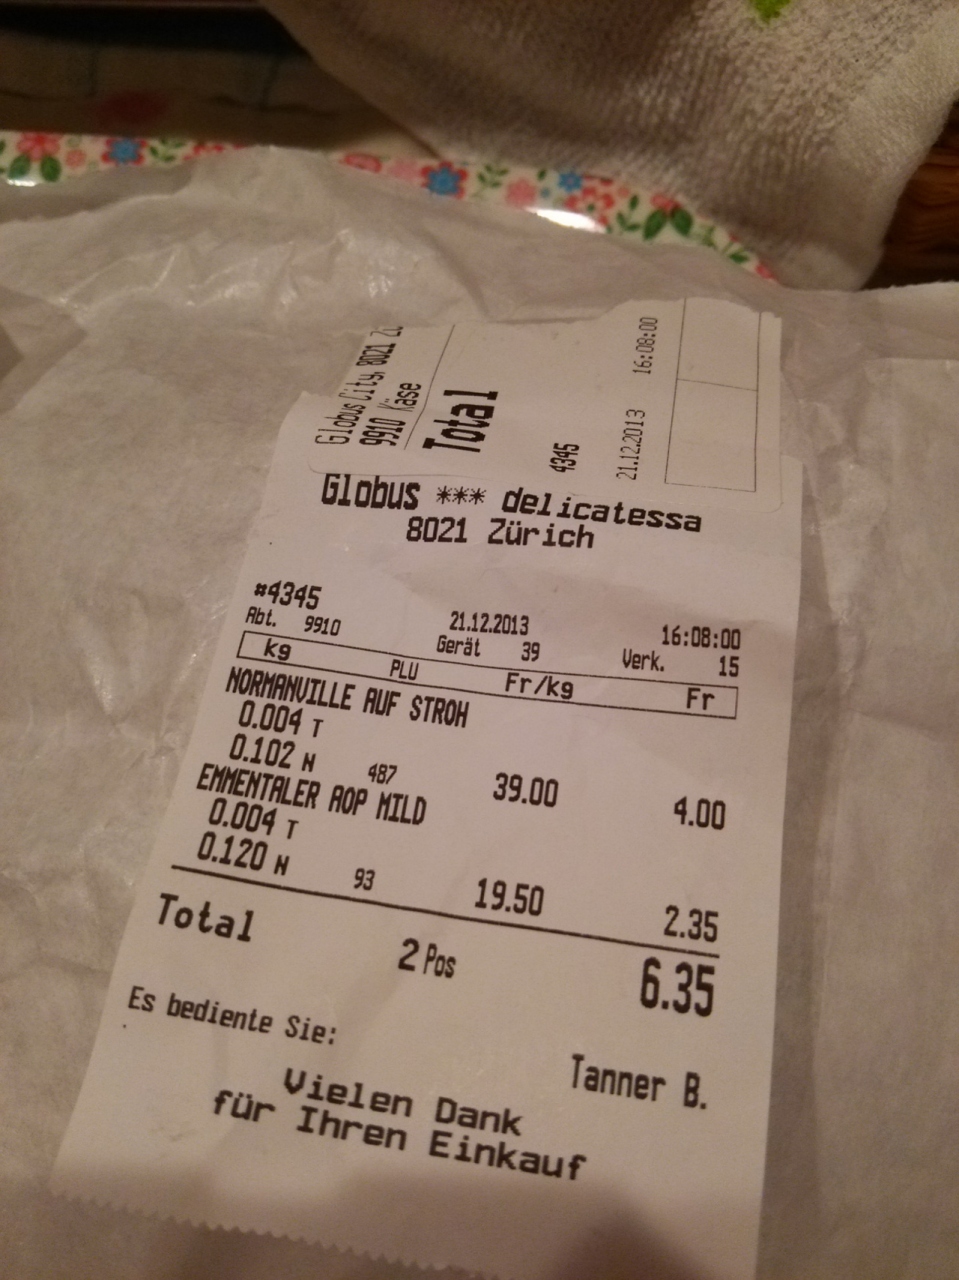 Globus City, 8021 Zü
9910 Käse
Total
4345
21.12.2013 16:08:00
Globus *** delicatessa
8021 Zürich
#4345 21.12.2013 16:08:00
Abt. 9910 Gerät 39 Verk. 15
kg PLU Fr/kg Fr
NORMANVILLE AUF STROH
0.004 T
0.102 N 487 39.00 4.00
EMMENTALER AOP MILD
0.004 T
0.120 N 93 19.50 2.35
Total 2 Pos 6.35
Es bediente Sie: Tanner B.
Vielen Dank
für Ihren Einkauf